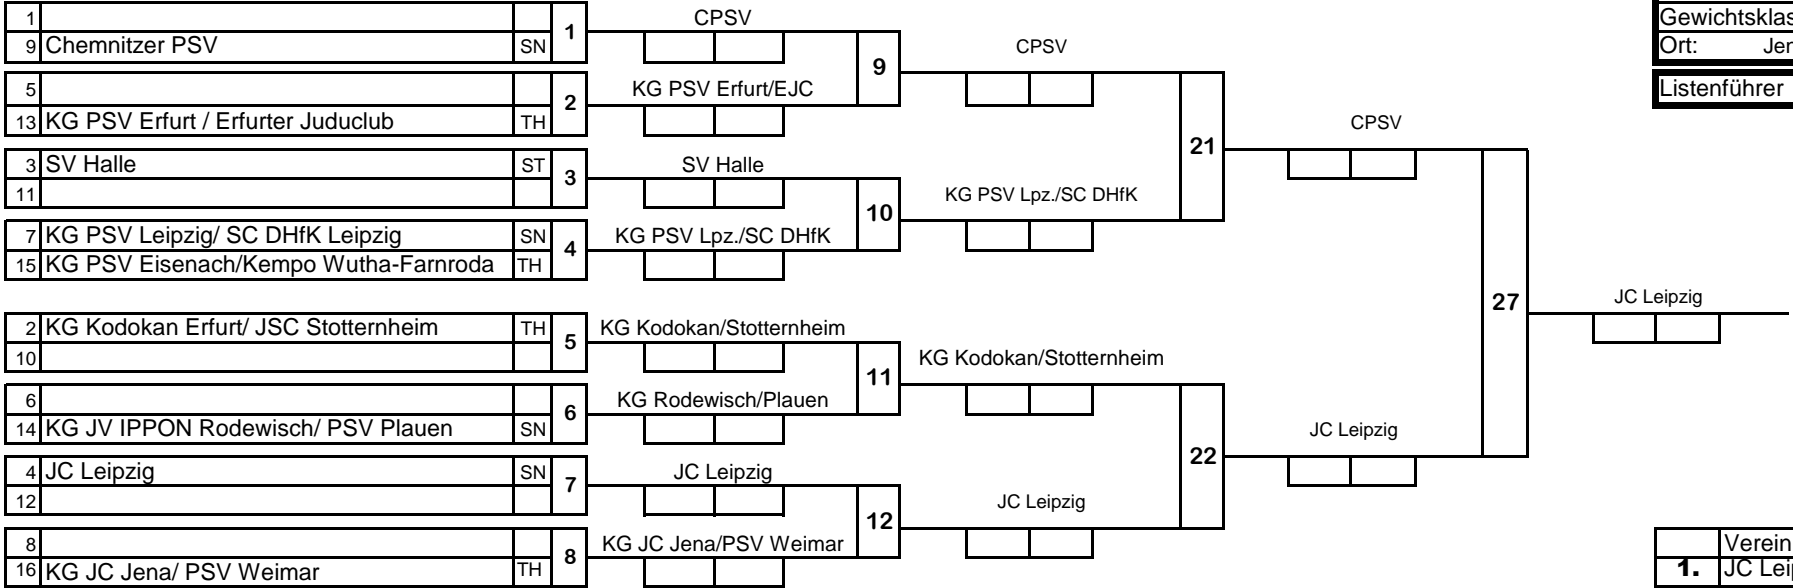 1 1 CPSV
9 Chemnitzer PSV SN
9 CPSV
5 2 KG PSV Erfurt/EJC
13 KG PSV Erfurt / Erfurter Juduclub TH
21 CPSV
3 SV Halle ST 3 SV Halle
11
10 KG PSV Lpz./SC DHfK
7 KG PSV Leipzig/ SC DHfK Leipzig SN 4 KG PSV Lpz./SC DHfK
15 KG PSV Eisenach/Kempo Wutha-Farnroda TH
27 JC Leipzig
2 KG Kodokan Erfurt/ JSC Stotternheim TH 5 KG Kodokan/Stotternheim
10
11 KG Kodokan/Stotternheim
6 6 KG Rodewisch/Plauen
14 KG JV IPPON Rodewisch/ PSV Plauen SN
22 JC Leipzig
4 JC Leipzig SN 7 JC Leipzig
12
12 JC Leipzig
8 8 KG JC Jena/PSV Weimar
16 KG JC Jena/ PSV Weimar TH
Gewichtsklas
Ort: Jen
Listenführer
Verein
1. JC Leip